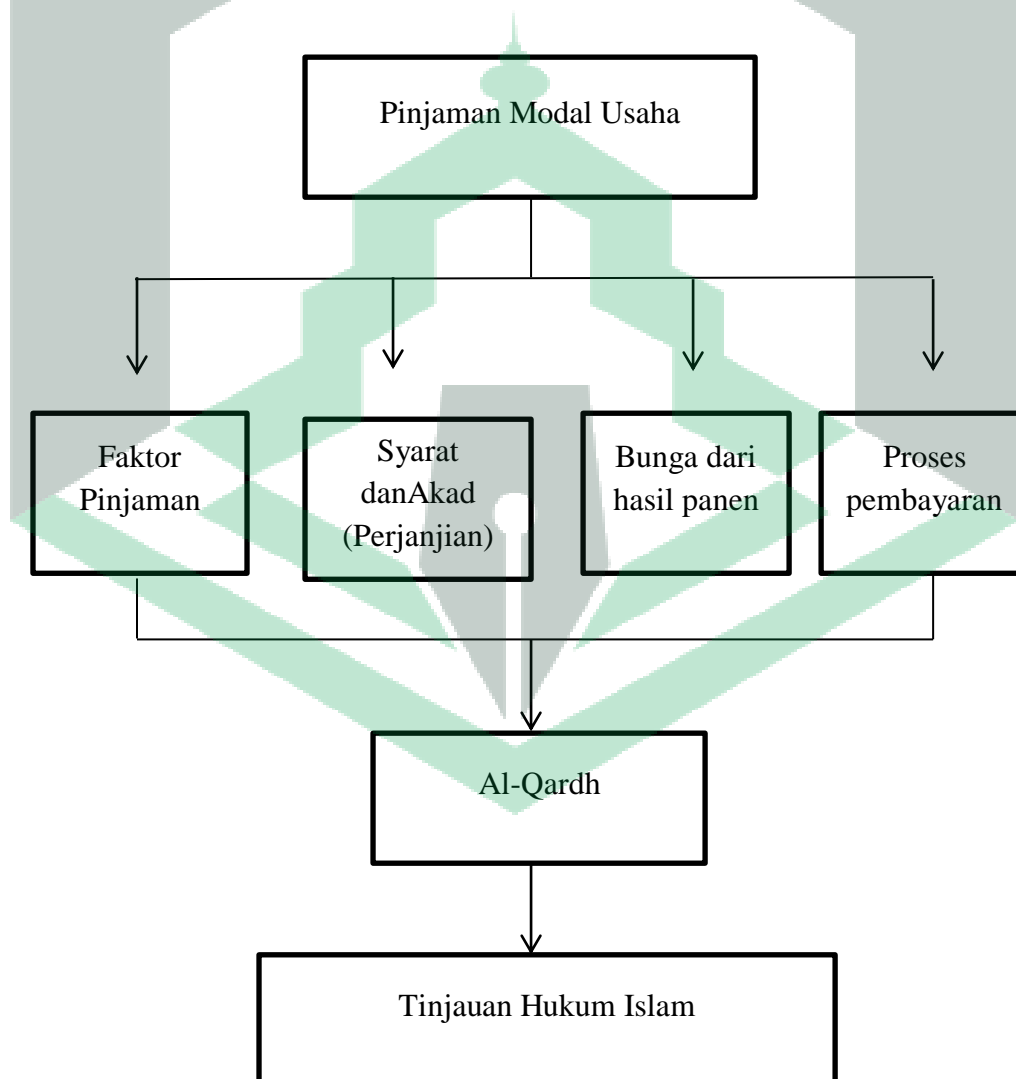 Pinjaman Modal Usaha
Faktor
Pinjaman
Syarat
danAkad
(Perjanjian)
Bunga dari
hasil panen
Proses
pembayaran
Al-Qardh
Tinjauan Hukum Islam